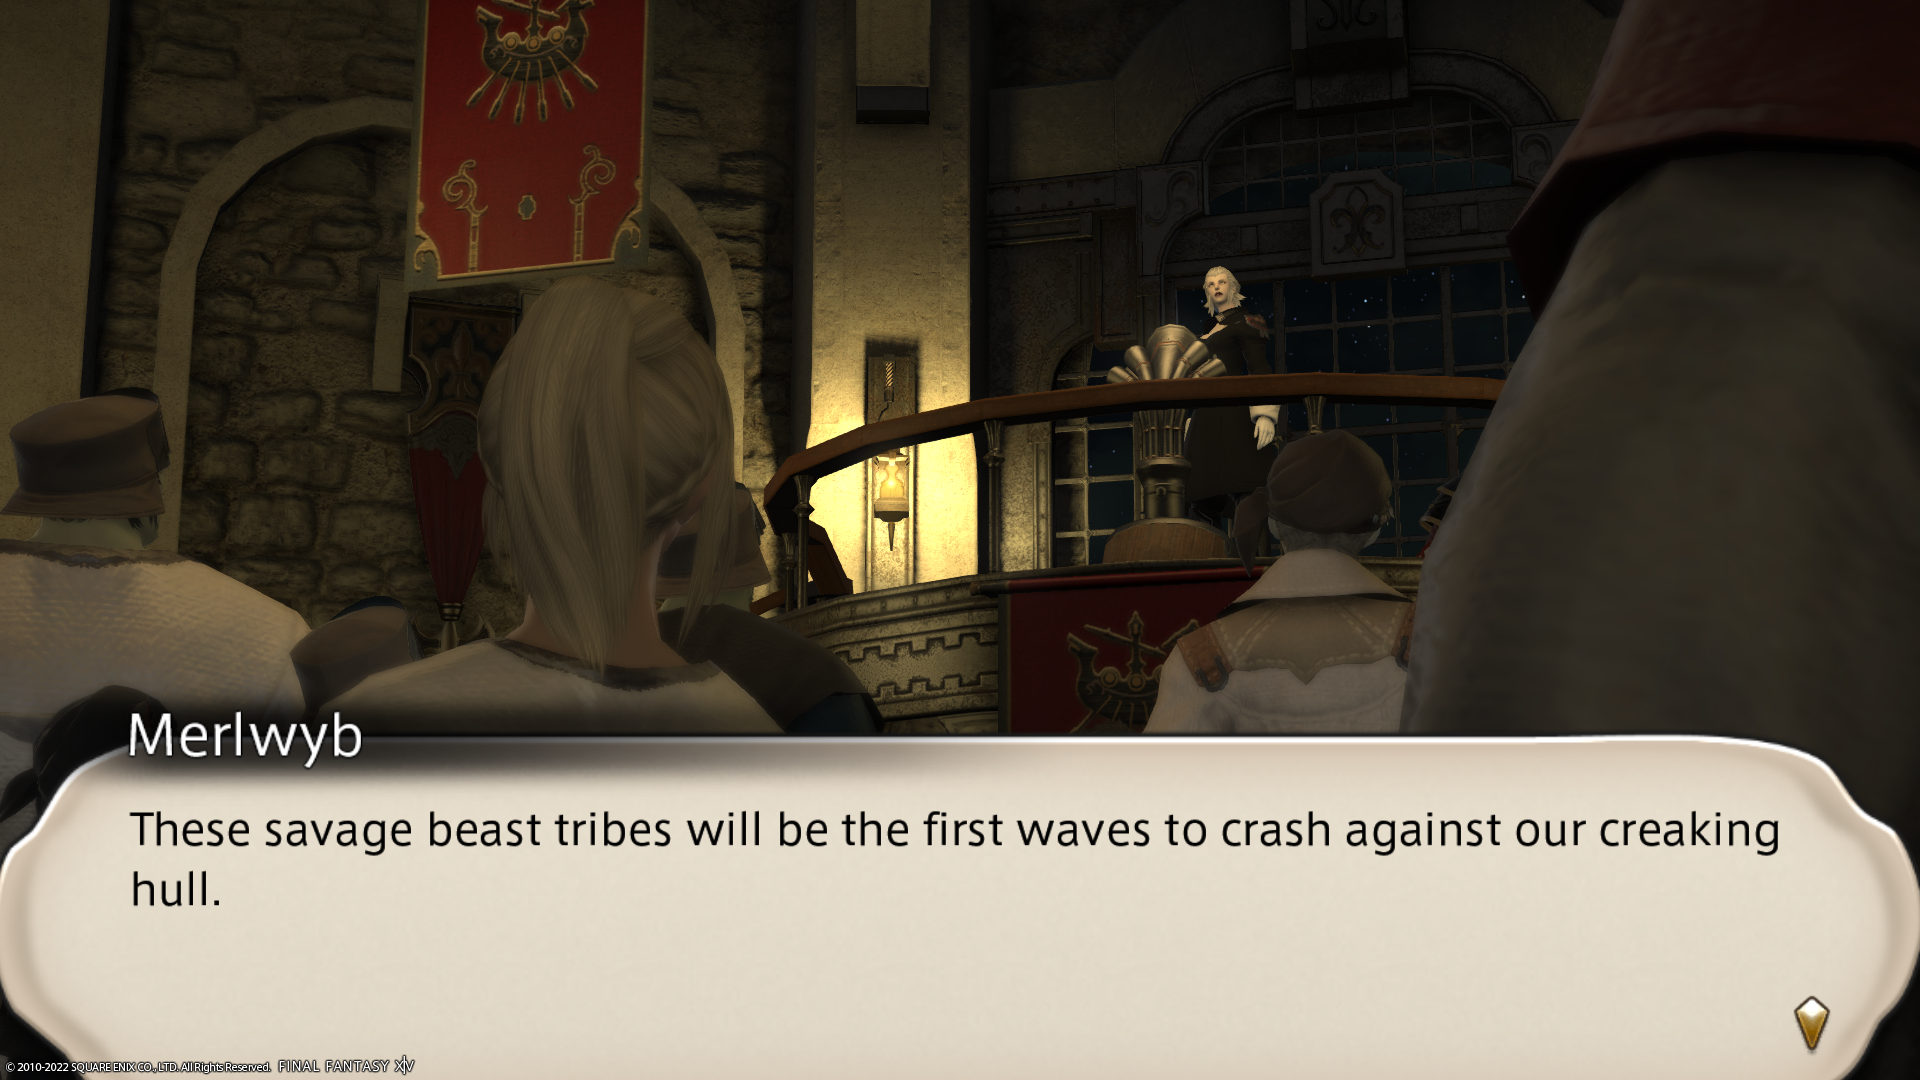 Merlwyb
These savage beast tribes will be the first waves to crash against our creaking
hull.
© 2010-2022 SQUARE ENIX CO., LTD. All Rights Reserved. FINAL FANTASY XIV